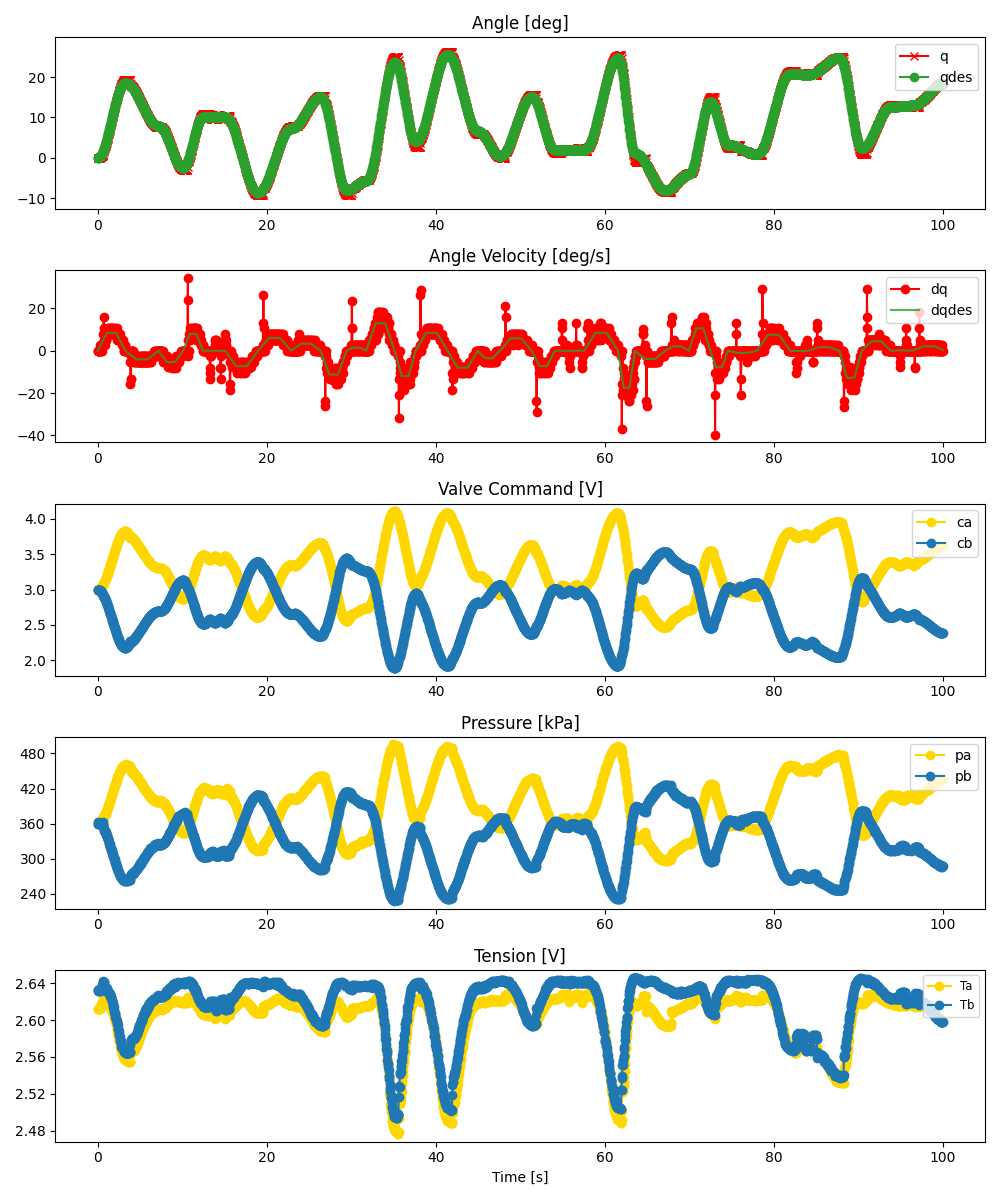 Angle [deg]
20
10
0
−10
q
qdes
0 20 40 60 80 100
Angle Velocity [deg/s]
20
0
−20
−40
dq
dqdes
0 20 40 60 80 100
Valve Command [V]
4.0
3.5
3.0
2.5
2.0
ca
cb
0 20 40 60 80 100
Pressure [kPa]
480
420
360
300
240
pa
pb
0 20 40 60 80 100
Tension [V]
2.64
2.60
2.56
2.52
2.48
Ta
Tb
0 20 40 60 80 100
Time [s]